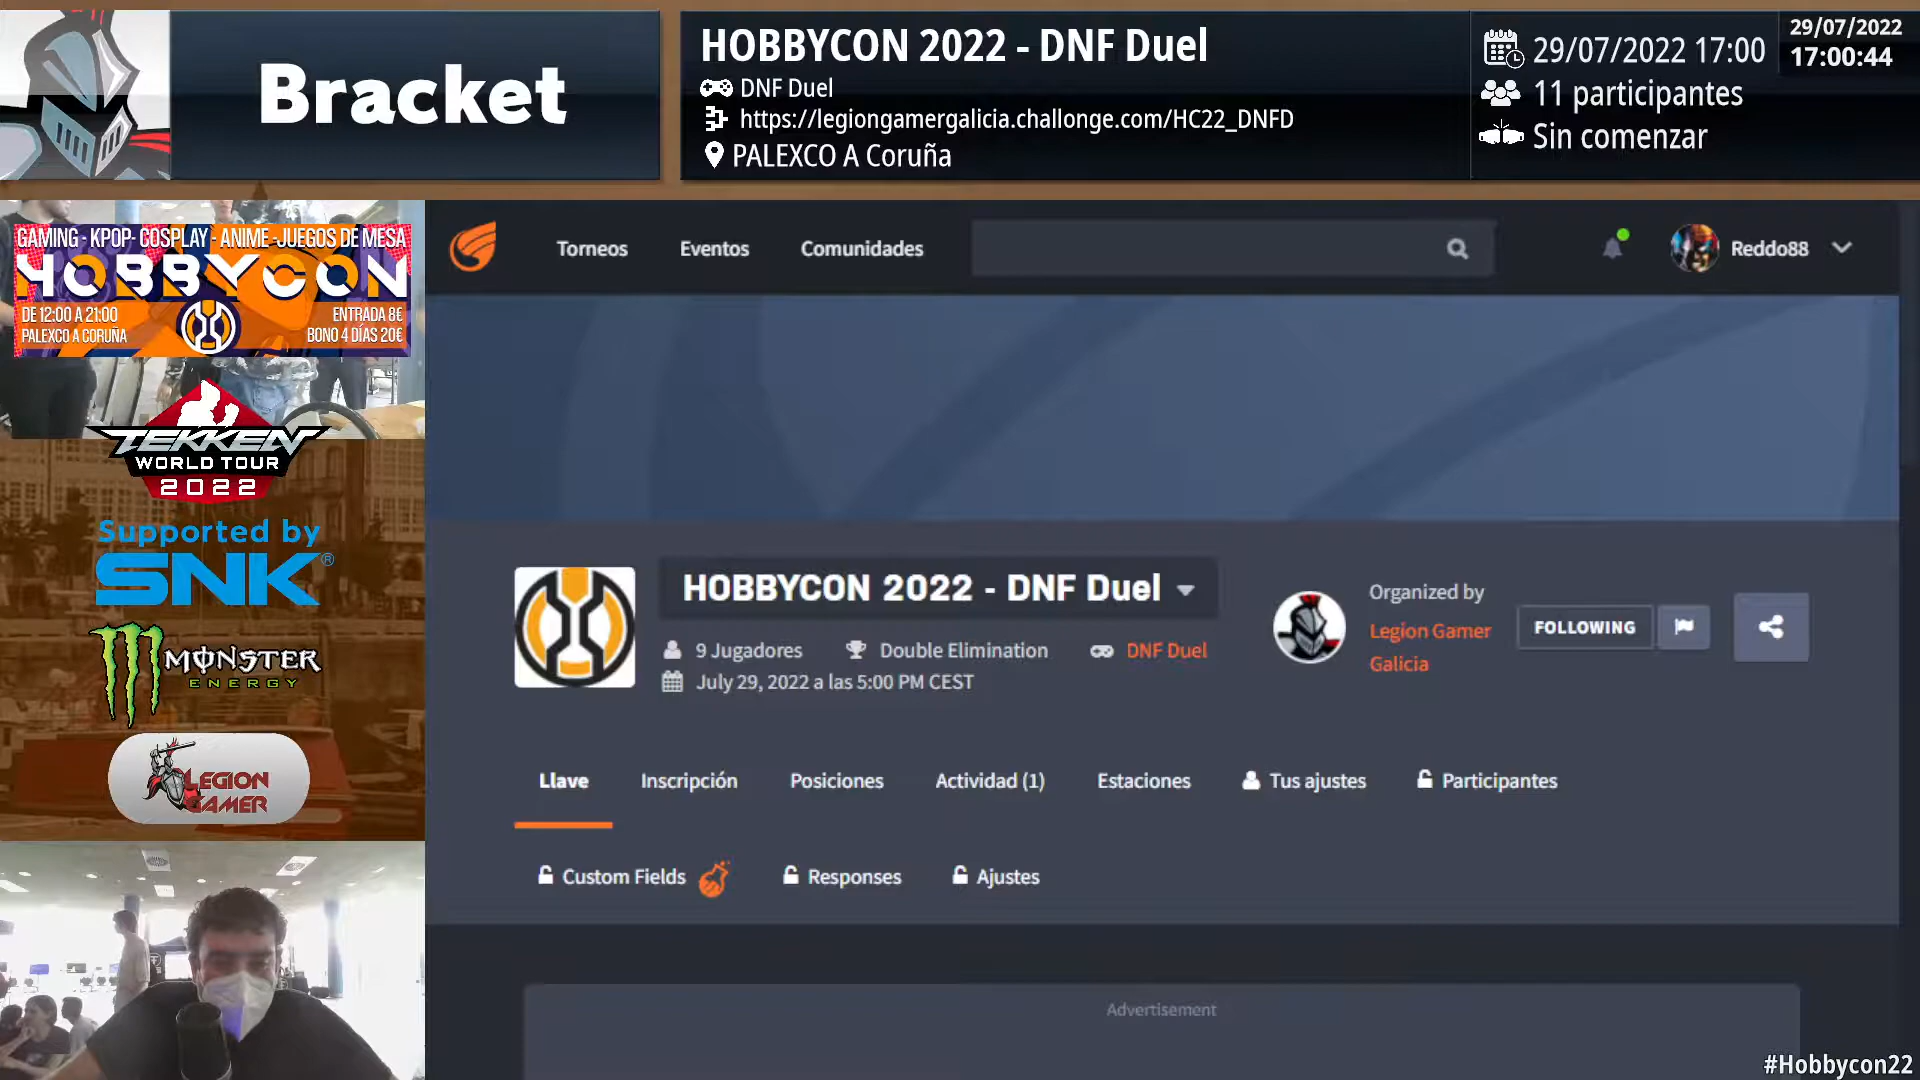 Bracket
HOBBYCON 2022 - DNF Duel
DNF Duel
https://legiongamergalicia.challonge.com/HC22_DNFD
PALEXCO A Coruña
29/07/2022 17:00
11 participantes
Sin comenzar
29/07/2022
17:00:44
GAMING - KPOP- COSPLAY - ANIME -JUEGOS DE MESA
HOBBYCON
DE 12:00 A 21:00
PALEXCO A CORUÑA
ENTRADA 8€
BONO 4 DÍAS 20€
TEKKEN
WORLD TOUR
2022
Supported by
SNK®
MONSTER
ENERGY
LEGION
GAMER
Torneos
Eventos
Comunidades
Reddo88
HOBBYCON 2022 - DNF Duel
9 Jugadores
Double Elimination
DNF Duel
July 29, 2022 a las 5:00 PM CEST
Organized by
Legion Gamer
Galicia
FOLLOWING
Llave
Inscripción
Posiciones
Actividad (1)
Estaciones
Tus ajustes
Participantes
Custom Fields
Responses
Ajustes
Advertisement
#Hobbycon22